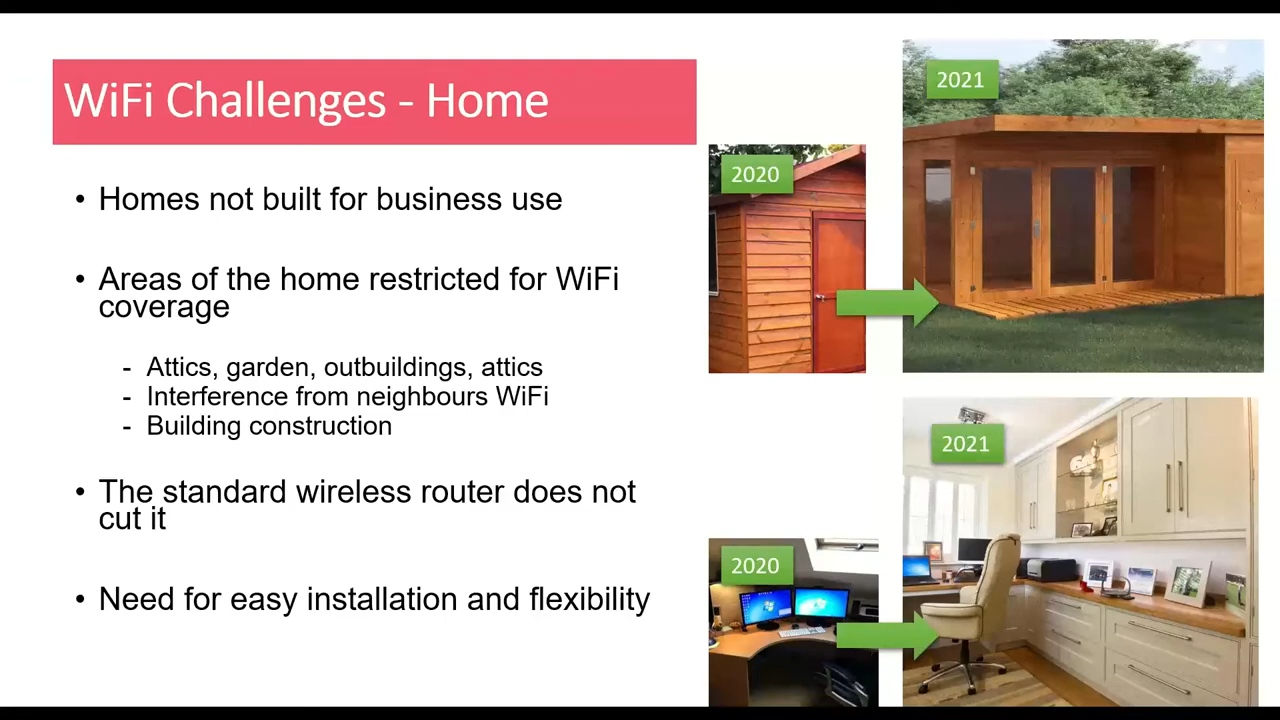 WiFi Challenges - Home
• Homes not built for business use
• Areas of the home restricted for WiFi
coverage
- Attics, garden, outbuildings, attics
- Interference from neighbours WiFi
- Building construction
• The standard wireless router does not
cut it
• Need for easy installation and flexibility
2020
2021
2020
2021